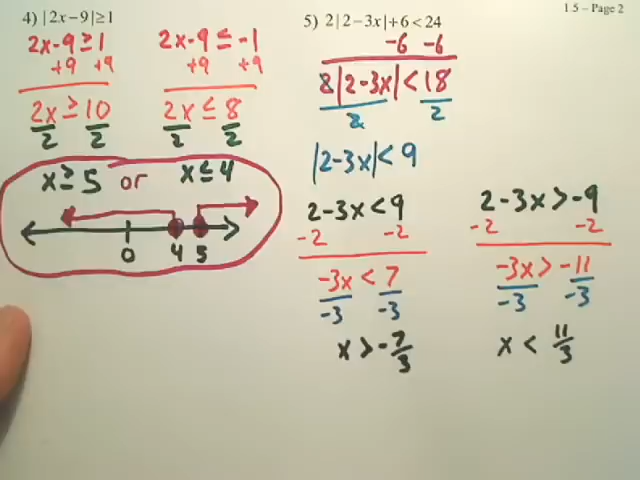 1.5 – Page 2
4) |2x−9|≥1
2x-9≥1 2x-9≤-1
+9 +9 +9 +9
2x≥10 2x≤8
2 2 2 2
x≥5 or x≤4
0 4 5
5) 2|2−3x|+6<24
-6 -6
2|2-3x|<18
2 2
|2-3x|<9
2-3x<9 2-3x>-9
-2 -2 -2 -2
-3x<7 -3x>-11
-3 -3 -3 -3
x>-7/3 x<11/3